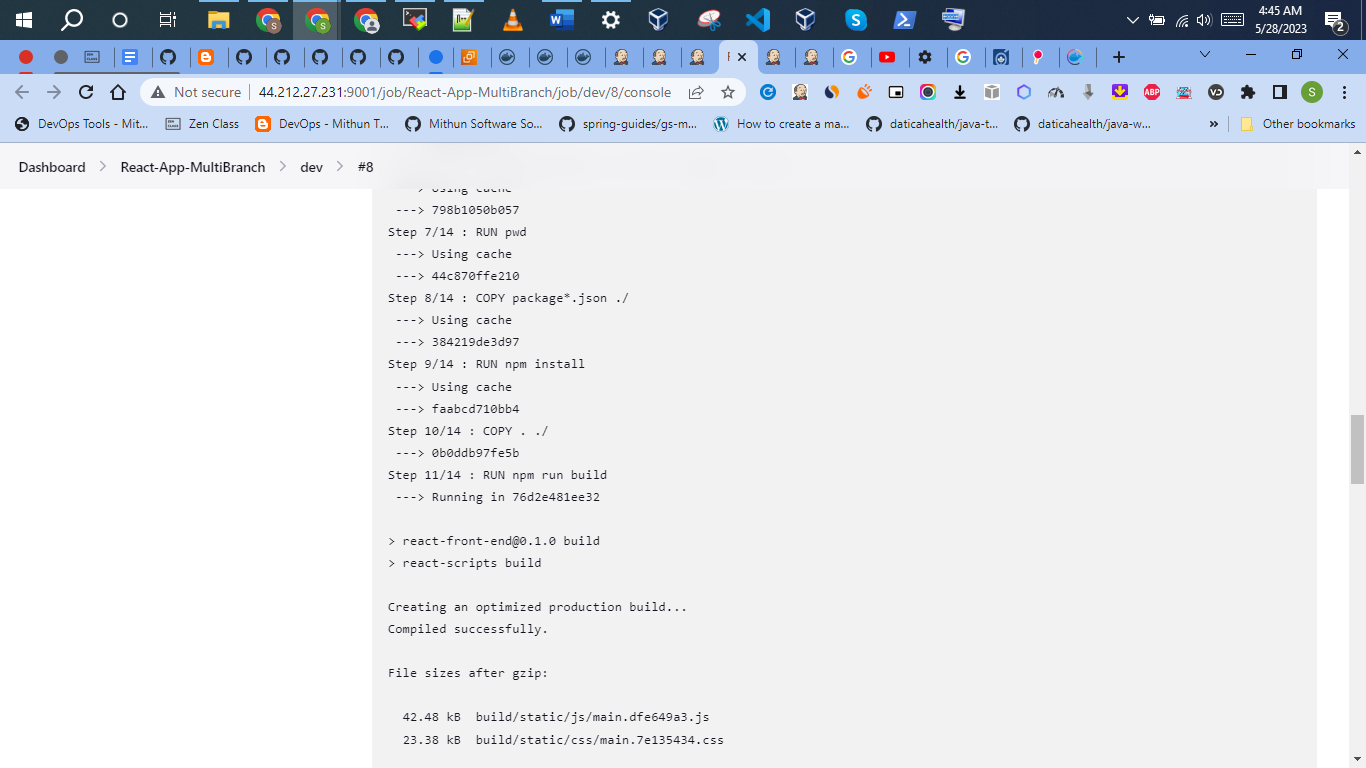 4:45 AM
5/28/2023
2
Not secure
44.212.27.231:9001/job/React-App-MultiBranch/job/dev/8/console
DevOps Tools - Mit...
Zen Class
DevOps - Mithun T...
Mithun Software So...
spring-guides/gs-m...
How to create a ma...
daticahealth/java-t...
daticahealth/java-w...
»
Other bookmarks
Dashboard
React-App-MultiBranch
dev
#8
---> Using cache
---> 798b1050b057
Step 7/14 : RUN pwd
---> Using cache
---> 44c870ffe210
Step 8/14 : COPY package*.json ./
---> Using cache
---> 384219de3d97
Step 9/14 : RUN npm install
---> Using cache
---> faabcd710bb4
Step 10/14 : COPY . ./
---> 0b0ddb97fe5b
Step 11/14 : RUN npm run build
---> Running in 76d2e481ee32
> react-front-end@0.1.0 build
> react-scripts build
Creating an optimized production build...
Compiled successfully.
File sizes after gzip:
42.48 kB  build/static/js/main.dfe649a3.js
23.38 kB  build/static/css/main.7e135434.css